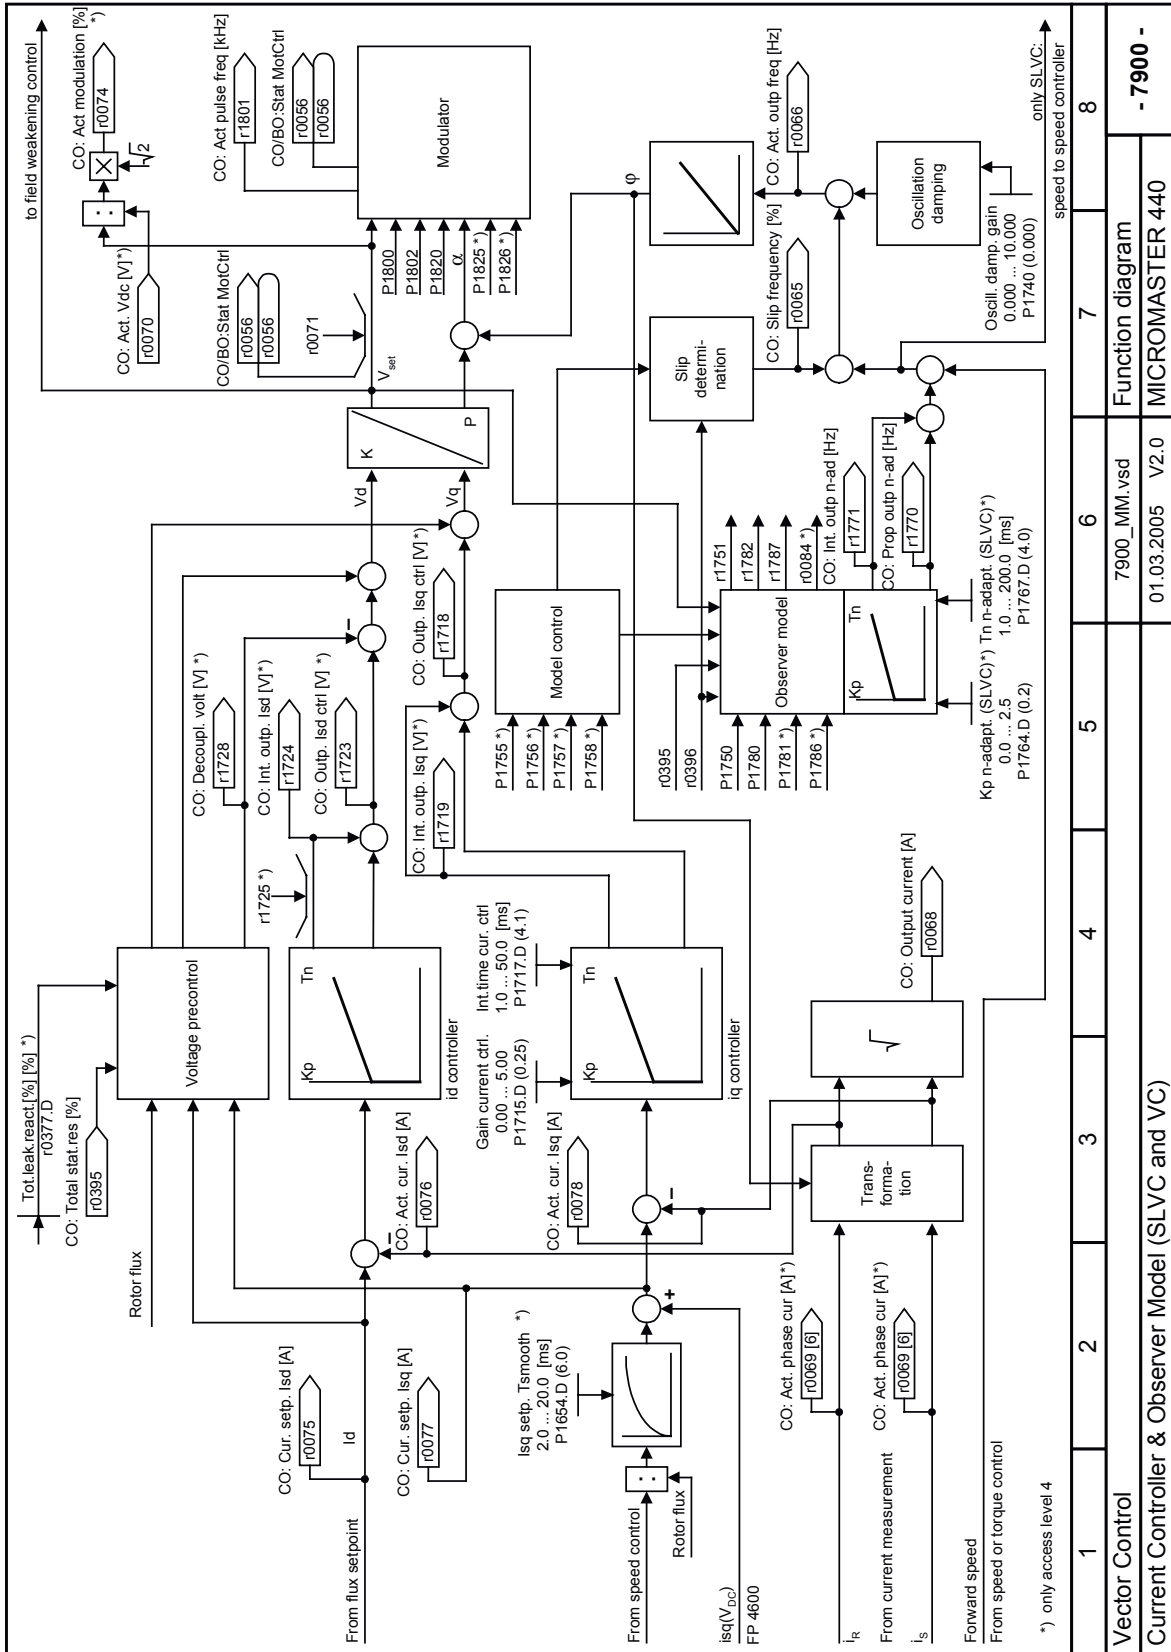 Tot.leak.react.[%] [%] *)
r0377.D
CO: Total stat.res [%]
r0395
Rotor flux
Voltage precontrol
CO: Decoupl. volt [V] *)
r1728
CO: Int. outp. Isd [V]*)
r1724
CO: Outp. Isd ctrl [V] *)
r1723
r1725 *)
Kp
Tn
id controller
CO: Cur. setp. Isd [A]
r0075
Id
From flux setpoint
CO: Cur. setp. Isq [A]
r0077
CO: Act. cur. Isd [A]
r0076
–
–
Vd
Vq
K
P
V set
to field weakening control
CO: Act. Vdc [V]*)
r0070
:
CO: Act modulation [%]
*)
r0074
√2
CO/BO:Stat MotCtrl
r0056
r0056
r0071
CO: Act pulse freq [kHz]
r1801
CO/BO:Stat MotCtrl
r0056
r0056
Modulator
P1800
P1802
P1820
α
P1825 *)
P1826 *)
Isq setp. Tsmooth *)
2.0 ... 20.0 [ms]
P1654.D (6.0)
From speed control
:
Rotor flux
isq(VDC)
FP 4600
+
–
Gain current ctrl.
0.00 ... 5.00
P1715.D (0.25)
Int.time cur. ctrl
1.0 ... 50.0 [ms]
P1717.D (4.1)
Kp
Tn
iq controller
CO: Act. cur. Isq [A]
r0078
CO: Int. outp. Isq [V]*)
r1719
CO: Outp. Isq ctrl [V]*)
r1718
P1755 *)
P1756 *)
P1757 *)
P1758 *)
Model control
r0395
r0396
P1750
P1780
P1781 *)
P1786 *)
Observer model
Kp
Tn
r1751
r1782
r1787
r0084 *)
CO: Int. outp n-ad [Hz]
r1771
CO: Prop outp n-ad [Hz]
r1770
Kp n-adapt. (SLVC)*)
0.0 ... 2.5
P1764.D (0.2)
Tn n-adapt. (SLVC)*)
1.0 ... 200.0 [ms]
P1767.D (4.0)
Slip
determi-
nation
CO: Slip frequency [%]
r0065
φ
CO: Act. outp freq [Hz]
r0066
Oscillation
damping
Oscill. damp. gain
0.000 ... 10.000
P1740 (0.000)
CO: Act. phase cur [A]*)
r0069 [6]
CO: Act. phase cur [A]*)
r0069 [6]
iR
From current measurement
iS
Trans-
forma-
tion
√
CO: Output current [A]
r0068
Forward speed
From speed or torque control
only SLVC:
speed to speed controller
*) only access level 4
1
2
3
4
5
6
7
8
Vector Control
7900_MM.vsd
Function diagram
- 7900 -
Current Controller & Observer Model (SLVC and VC)
01.03.2005 V2.0
MICROMASTER 440